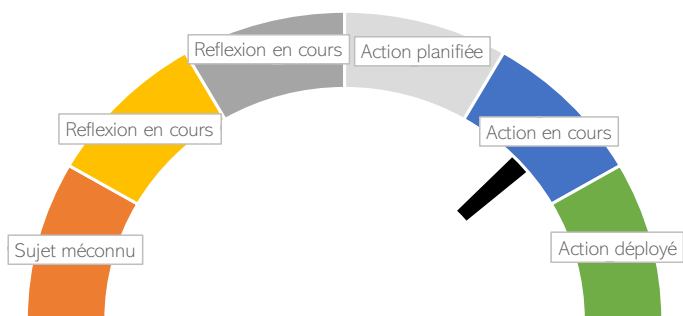 Reflexion en cours
Action planifiée
Reflexion en cours
Action en cours
Sujet méconnu
Action déployé